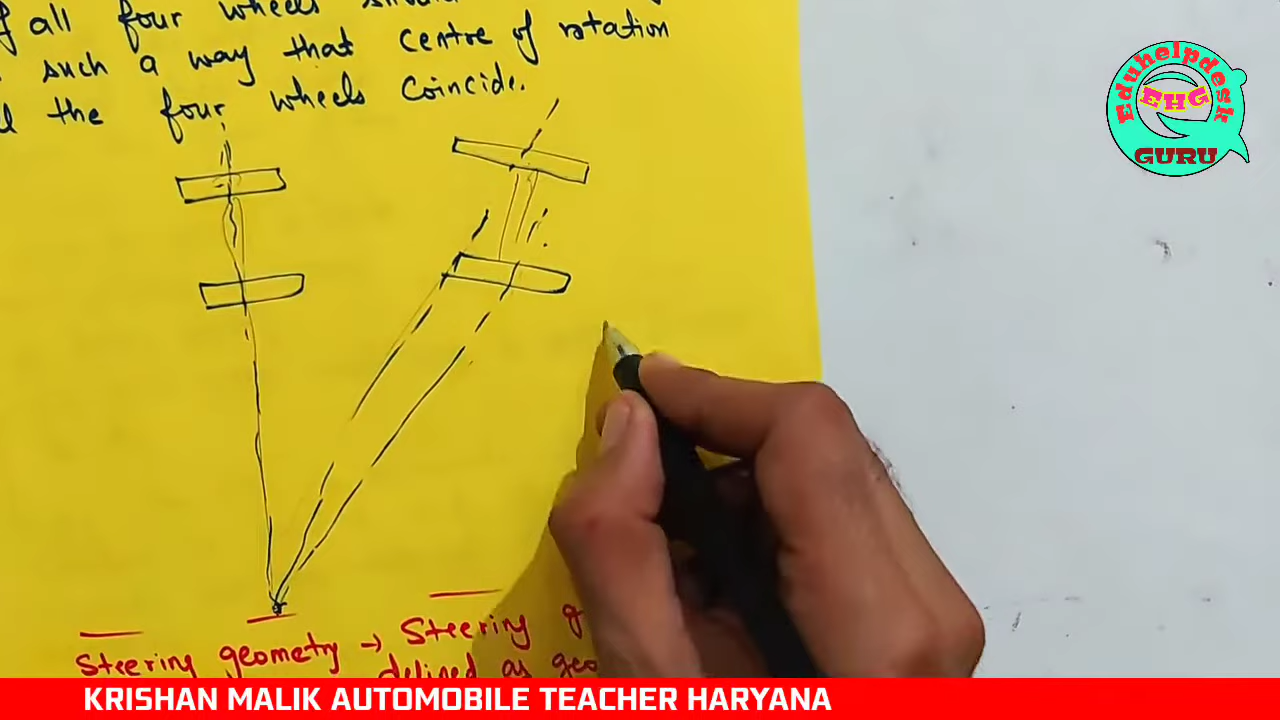 all four wheels
such a way that centre of rotation
the four wheels Coincide.
Eduhelpdesk
EHG
GURU
Steering geometry → Steering
defined as geo
KRISHAN MALIK AUTOMOBILE TEACHER HARYANA